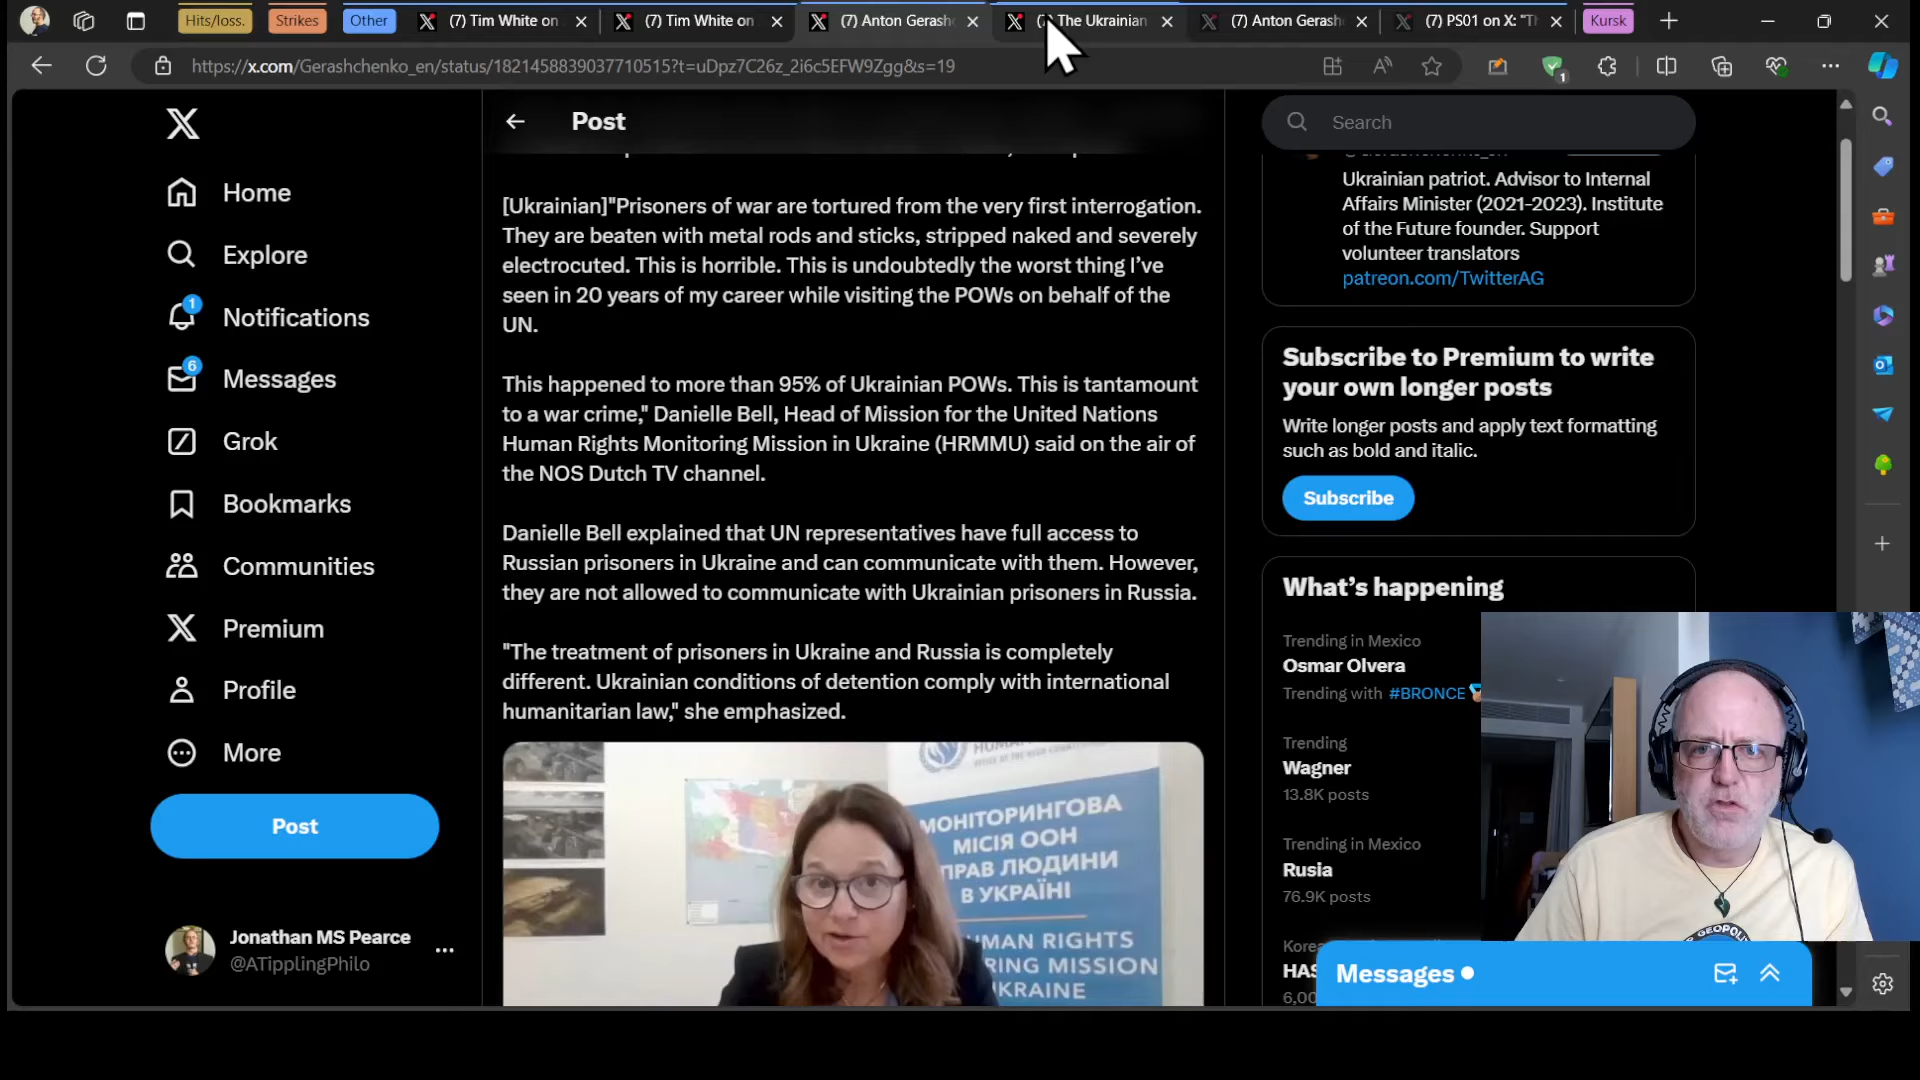 Hits/loss.
Strikes
Other
(7) Tim White on
(7) Tim White on
(7) Anton Gerash
The Ukrainian
(7) Anton Gerash
(7) PS01 on X: "Th
Kursk
https://x.com/Gerashchenko_en/status/1821458839037710515?t=uDpz7C26z_2i6c5EFW9Zgg&s=19
1
Post
Search
Home
Explore
1
Notifications
6
Messages
Grok
Bookmarks
Communities
Premium
Profile
More
Post
Jonathan MS Pearce
@ATipplingPhilo
[Ukrainian]"Prisoners of war are tortured from the very first interrogation.
They are beaten with metal rods and sticks, stripped naked and severely
electrocuted. This is horrible. This is undoubtedly the worst thing I’ve
seen in 20 years of my career while visiting the POWs on behalf of the
UN.
This happened to more than 95% of Ukrainian POWs. This is tantamount
to a war crime," Danielle Bell, Head of Mission for the United Nations
Human Rights Monitoring Mission in Ukraine (HRMMU) said on the air of
the NOS Dutch TV channel.
Danielle Bell explained that UN representatives have full access to
Russian prisoners in Ukraine and can communicate with them. However,
they are not allowed to communicate with Ukrainian prisoners in Russia.
"The treatment of prisoners in Ukraine and Russia is completely
different. Ukrainian conditions of detention comply with international
humanitarian law," she emphasized.
МОНІТОРИНГОВА
МІСІЯ ООН
ПРАВ ЛЮДИНИ
В УКРАЇНІ
UMAN RIGHTS
RING MISSION
UKRAINE
Ukrainian patriot. Advisor to Internal
Affairs Minister (2021-2023). Institute
of the Future founder. Support
volunteer translators
patreon.com/TwitterAG
Subscribe to Premium to write
your own longer posts
Write longer posts and apply text formatting
such as bold and italic.
Subscribe
What’s happening
Trending in Mexico
Osmar Olvera
Trending with #BRONCE
Trending
Wagner
13.8K posts
Trending in Mexico
Rusia
76.9K posts
Messages